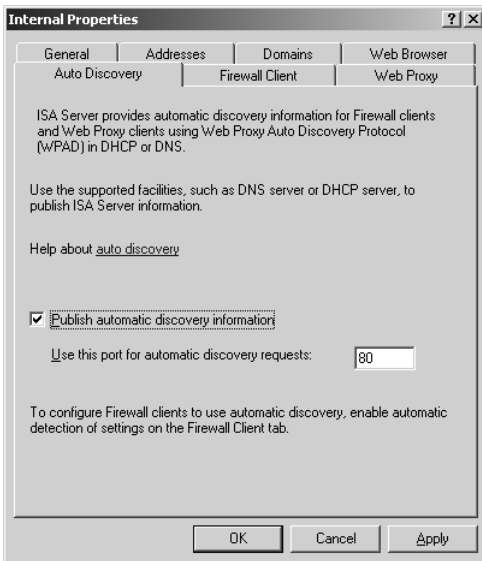 Internal Properties
General Addresses Domains Web Browser
Auto Discovery Firewall Client Web Proxy
ISA Server provides automatic discovery information for Firewall clients
and Web Proxy clients using Web Proxy Auto Discovery Protocol
(WPAD) in DHCP or DNS.
Use the supported facilities, such as DNS server or DHCP server, to
publish ISA Server information.
Help about auto discovery
Publish automatic discovery information
Use this port for automatic discovery requests: 80
To configure Firewall clients to use automatic discovery, enable automatic
detection of settings on the Firewall Client tab.
OK Cancel Apply